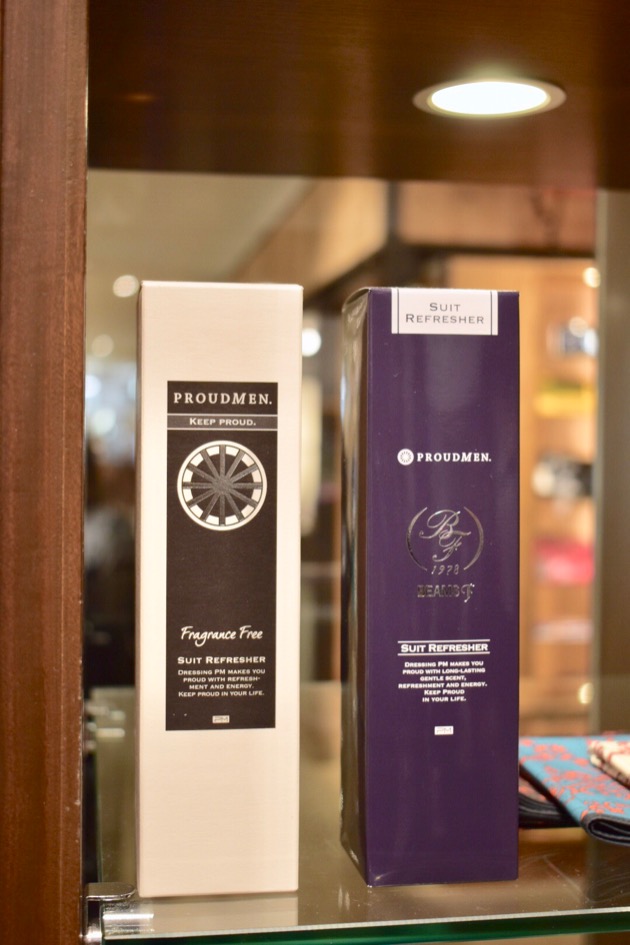 PROUDMEN.
KEEP PROUD.
Fragrance Free
SUIT REFRESHER
DRESSING PM MAKES YOU
PROUD WITH REFRESH-
MENT AND ENERGY.
KEEP PROUD IN YOUR LIFE.
SUIT
REFRESHER
PROUDMEN.
BF
1978
BEAMS F
SUIT REFRESHER
DRESSING PM MAKES YOU
PROUD WITH LONG-LASTING
GENTLE SCENT,
REFRESHMENT AND ENERGY.
KEEP PROUD
IN YOUR LIFE.